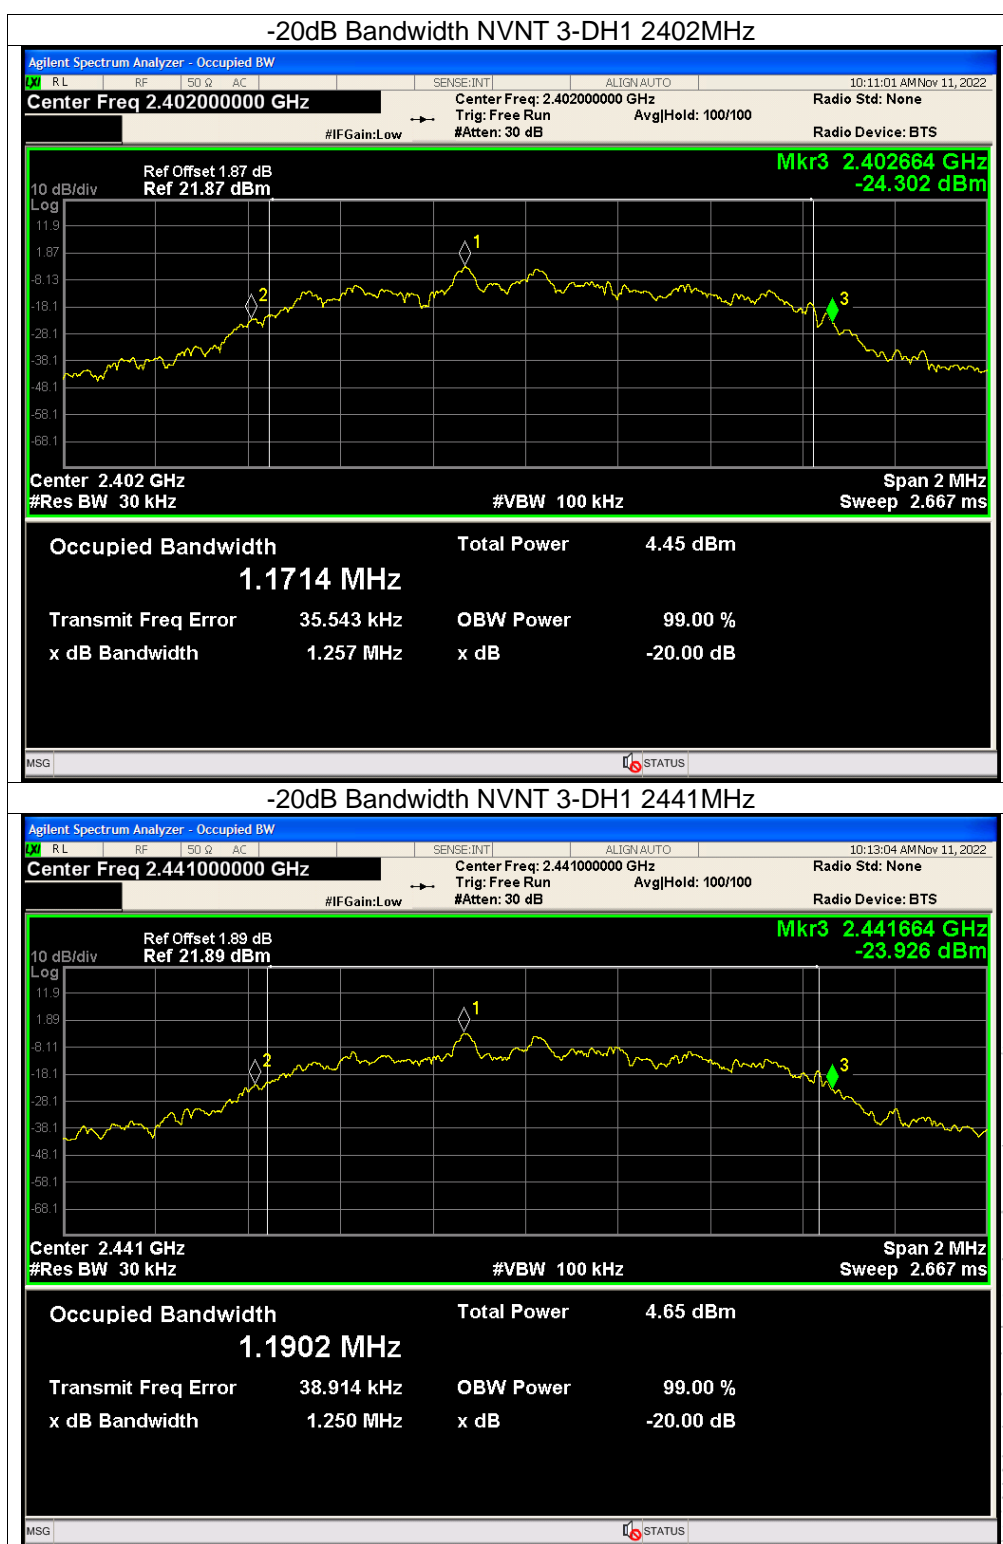 -20dB Bandwidth NVNT 3-DH1 2402MHz
Agilent Spectrum Analyzer - Occupied BW
LXI RL RF 50 Ω AC SENSE:INT ALIGN AUTO 10:11:01 AM Nov 11, 2022
Center Freq 2.402000000 GHz Center Freq: 2.402000000 GHz Radio Std: None
Trig: Free Run Avg|Hold: 100/100
#IFGain:Low #Atten: 30 dB Radio Device: BTS
Mkr3 2.402664 GHz
-24.302 dBm
Ref Offset 1.87 dB
10 dB/div Ref 21.87 dBm
Log
11.9
1.87
-8.13
-18.1
-28.1
-38.1
-48.1
-58.1
-68.1
1
2
3
Center 2.402 GHz Span 2 MHz
#Res BW 30 kHz #VBW 100 kHz Sweep 2.667 ms
Occupied Bandwidth Total Power 4.45 dBm
1.1714 MHz
Transmit Freq Error 35.543 kHz OBW Power 99.00 %
x dB Bandwidth 1.257 MHz x dB -20.00 dB
MSG STATUS
-20dB Bandwidth NVNT 3-DH1 2441MHz
Agilent Spectrum Analyzer - Occupied BW
LXI RL RF 50 Ω AC SENSE:INT ALIGN AUTO 10:13:04 AM Nov 11, 2022
Center Freq 2.441000000 GHz Center Freq: 2.441000000 GHz Radio Std: None
Trig: Free Run Avg|Hold: 100/100
#IFGain:Low #Atten: 30 dB Radio Device: BTS
Mkr3 2.441664 GHz
-23.926 dBm
Ref Offset 1.89 dB
10 dB/div Ref 21.89 dBm
Log
11.9
1.89
-8.11
-18.1
-28.1
-38.1
-48.1
-58.1
-68.1
1
2
3
Center 2.441 GHz Span 2 MHz
#Res BW 30 kHz #VBW 100 kHz Sweep 2.667 ms
Occupied Bandwidth Total Power 4.65 dBm
1.1902 MHz
Transmit Freq Error 38.914 kHz OBW Power 99.00 %
x dB Bandwidth 1.250 MHz x dB -20.00 dB
MSG STATUS